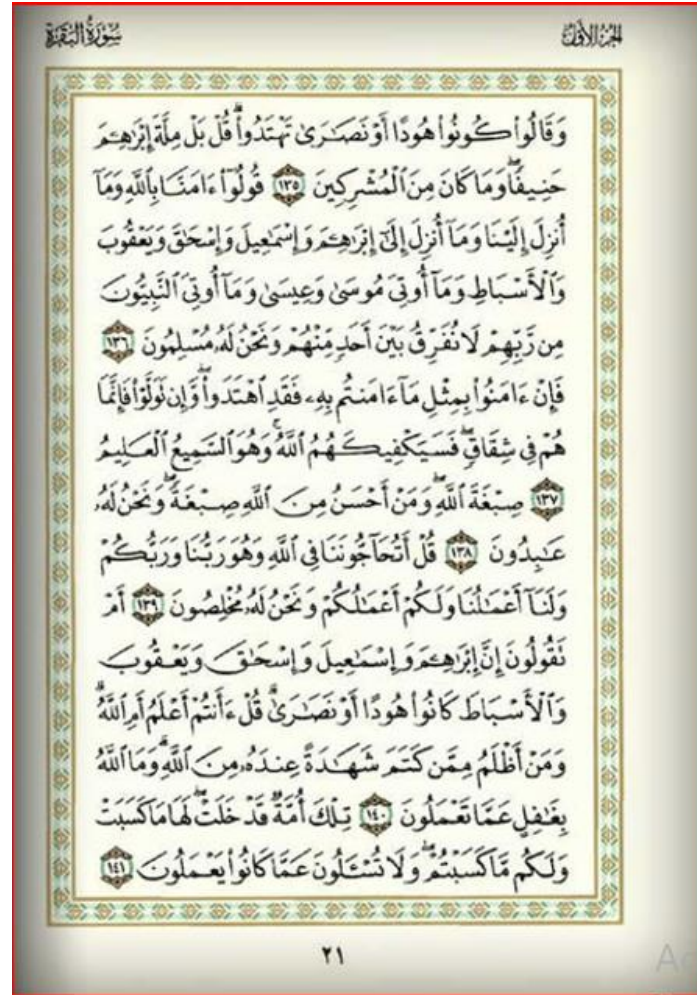 الجزء الأول سورة البقرة
وَقَالُوا۟ كُونُوا۟ هُودًا أَوْ نَصَـٰرَىٰ تَهْتَدُوا۟ ۗ قُلْ بَلْ مِلَّةَ إِبْرَٰهِـۧمَ
حَنِيفًا ۖ وَمَا كَانَ مِنَ ٱلْمُشْرِكِينَ ١٣٥ قُولُوٓا۟ ءَامَنَّا بِٱللَّهِ وَمَآ
أُنزِلَ إِلَيْنَا وَمَآ أُنزِلَ إِلَىٰٓ إِبْرَٰهِـۧمَ وَإِسْمَـٰعِيلَ وَإِسْحَـٰقَ وَيَعْقُوبَ
وَٱلْأَسْبَاطِ وَمَآ أُوتِىَ مُوسَىٰ وَعِيسَىٰ وَمَآ أُوتِىَ ٱلنَّبِيُّونَ
مِن رَّبِّهِمْ لَا نُفَرِّقُ بَيْنَ أَحَدٍ مِّنْهُمْ وَنَحْنُ لَهُۥ مُسْلِمُونَ ١٣٦
فَإِنْ ءَامَنُوا۟ بِمِثْلِ مَآ ءَامَنتُم بِهِۦ فَقَدِ ٱهْتَدَوا۟ ۖ وَّإِن تَوَلَّوْا۟ فَإِنَّمَا
هُمْ فِى شِقَاقٍ ۖ فَسَيَكْفِيكَهُمُ ٱللَّهُ ۚ وَهُوَ ٱلسَّمِيعُ ٱلْعَلِيمُ
١٣٧ صِبْغَةَ ٱللَّهِ ۖ وَمَنْ أَحْسَنُ مِنَ ٱللَّهِ صِبْغَةً ۖ وَنَحْنُ لَهُۥ
عَـٰبِدُونَ ١٣٨ قُلْ أَتُحَآجُّونَنَا فِى ٱللَّهِ وَهُوَ رَبُّنَا وَرَبُّكُمْ
وَلَنَآ أَعْمَـٰلُنَا وَلَكُمْ أَعْمَـٰلُكُمْ وَنَحْنُ لَهُۥ مُخْلِصُونَ ١٣٩ أَمْ
تَقُولُونَ إِنَّ إِبْرَٰهِـۧمَ وَإِسْمَـٰعِيلَ وَإِسْحَـٰقَ وَيَعْقُوبَ
وَٱلْأَسْبَاطَ كَانُوا۟ هُودًا أَوْ نَصَـٰرَىٰ ۗ قُلْ ءَأَنتُمْ أَعْلَمُ أَمِ ٱللَّهُ ۗ
وَمَنْ أَظْلَمُ مِمَّن كَتَمَ شَهَـٰدَةً عِندَهُۥ مِنَ ٱللَّهِ ۗ وَمَا ٱللَّهُ
بِغَـٰفِلٍ عَمَّا تَعْمَلُونَ ١٤٠ تِلْكَ أُمَّةٌ قَدْ خَلَتْ ۖ لَهَا مَا كَسَبَتْ
وَلَكُم مَّا كَسَبْتُمْ ۖ وَلَا تُسْـَٔلُونَ عَمَّا كَانُوا۟ يَعْمَلُونَ ١٤١
٢١